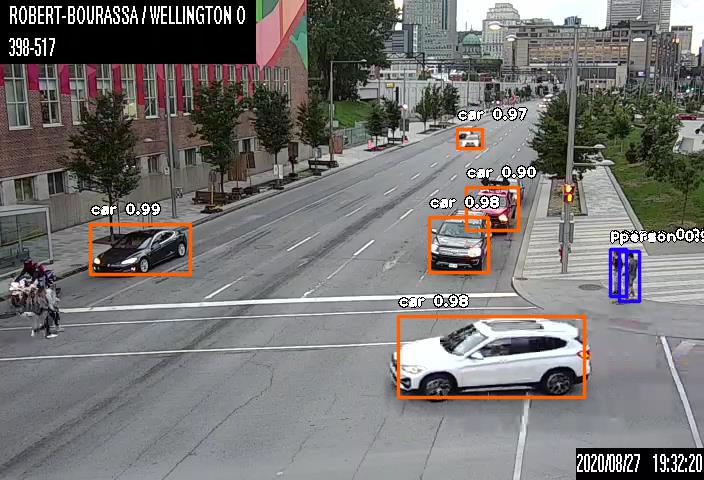 ROBERT-BOURASSA / WELLINGTON O
398-517
car 0.97
car 0.90
car 0.98
car 0.99
car 0.98
2020/08/27 19:32:20